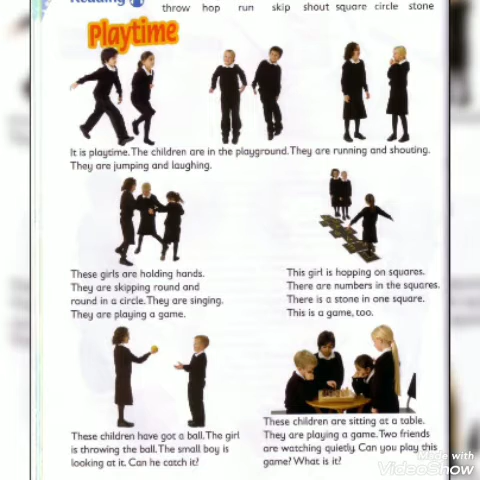 Reading
throw hop run skip shout square circle stone
Playtime
It is playtime. The children are in the playground. They are running and shouting.
They are jumping and laughing.
These girls are holding hands.
They are skipping round and
round in a circle. They are singing.
They are playing a game.
This girl is hopping on squares.
There are numbers in the squares.
There is a stone in one square.
This is a game, too.
These children have got a ball. The girl
is throwing the ball. The small boy is
looking at it. Can he catch it?
These children are sitting at a table.
They are playing a game. Two friends
are watching quietly. Can you play this
game? What is it?
Made with
VideoShow